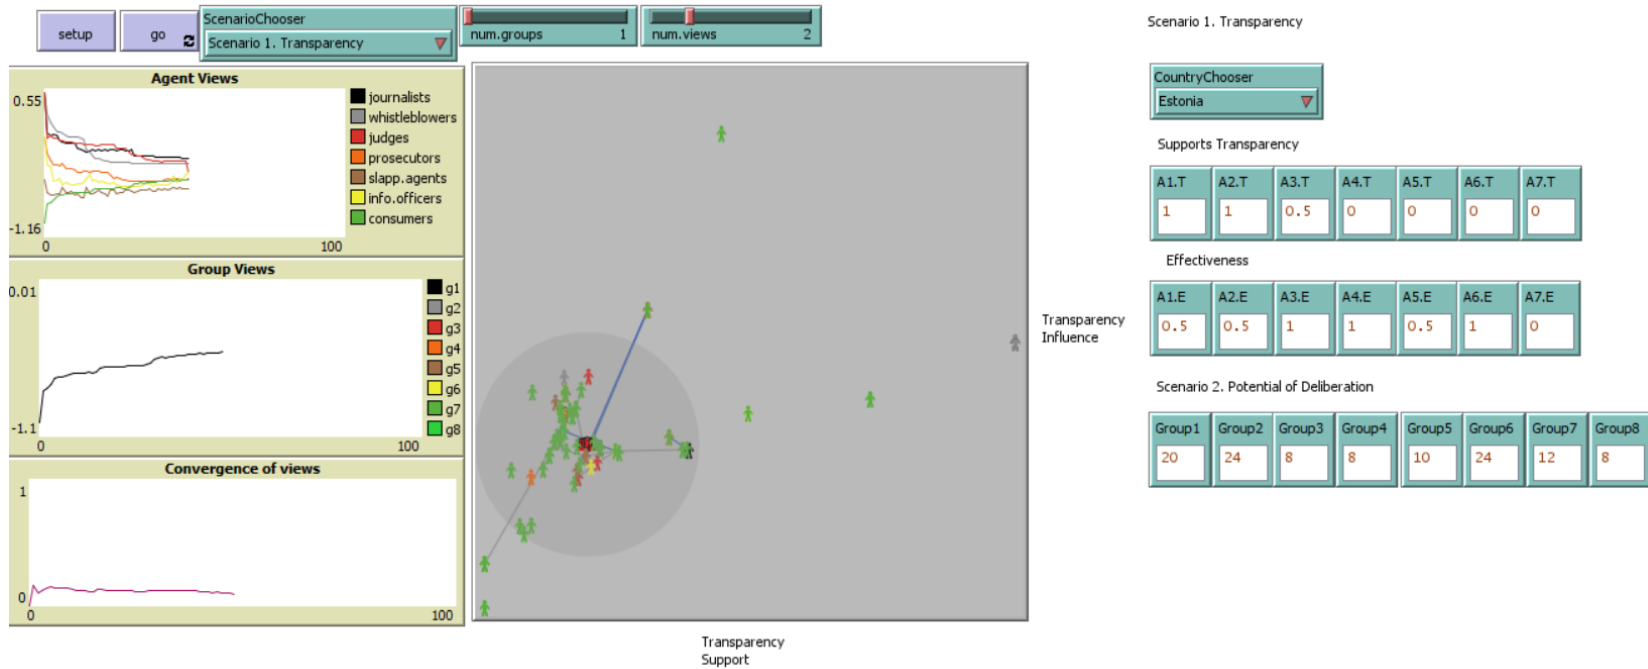 setup
go
ScenarioChooser
Scenario 1. Transparency
num.groups 1
num.views 2
Agent Views
0.55
-1.16
0 100
journalists
whistleblowers
judges
prosecutors
slapp.agents
info.officers
consumers
Group Views
0.01
-1.1
0 100
g1
g2
g3
g4
g5
g6
g7
g8
Convergence of views
1
0
0 100
Transparency
Influence
Transparency
Support
Scenario 1. Transparency
CountryChooser
Estonia
Supports Transparency
A1.T A2.T A3.T A4.T A5.T A6.T A7.T
1 1 0.5 0 0 0 0
Effectiveness
A1.E A2.E A3.E A4.E A5.E A6.E A7.E
0.5 0.5 1 1 0.5 1 0
Scenario 2. Potential of Deliberation
Group1 Group2 Group3 Group4 Group5 Group6 Group7 Group8
20 24 8 8 10 24 12 8